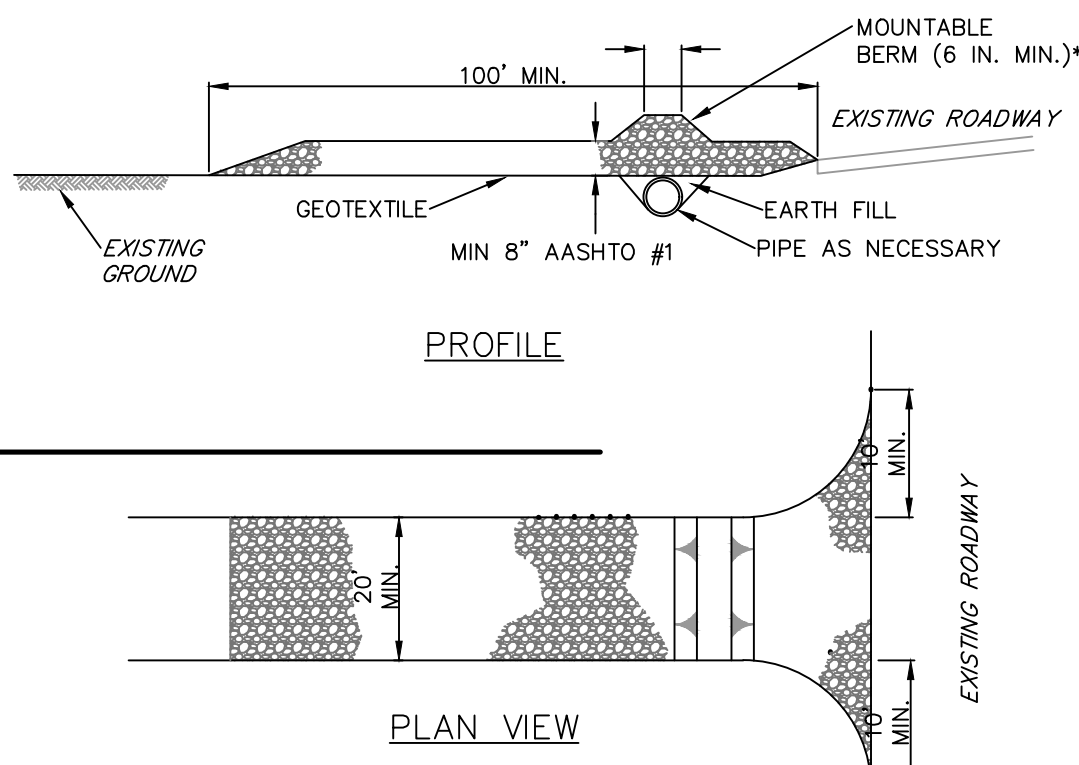 MOUNTABLE
BERM (6 IN. MIN.)*
100' MIN.
EXISTING ROADWAY
GEOTEXTILE
EARTH FILL
EXISTING
GROUND
MIN 8" AASHTO #1
PIPE AS NECESSARY
PROFILE
10'
MIN.
EXISTING ROADWAY
20'
MIN.
10'
MIN.
PLAN VIEW